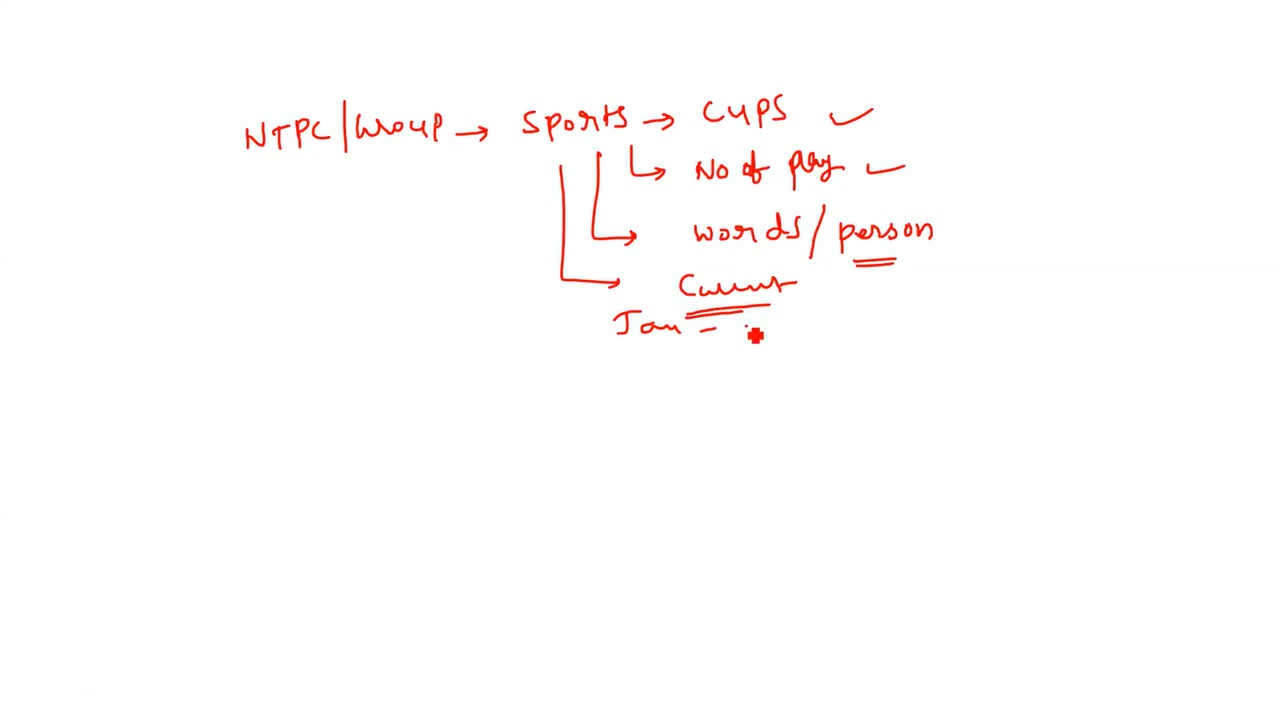 NTPC/Group → Sports → CUPS ✓
→ No of play ✓
→ words/person
→ Current
Jan -